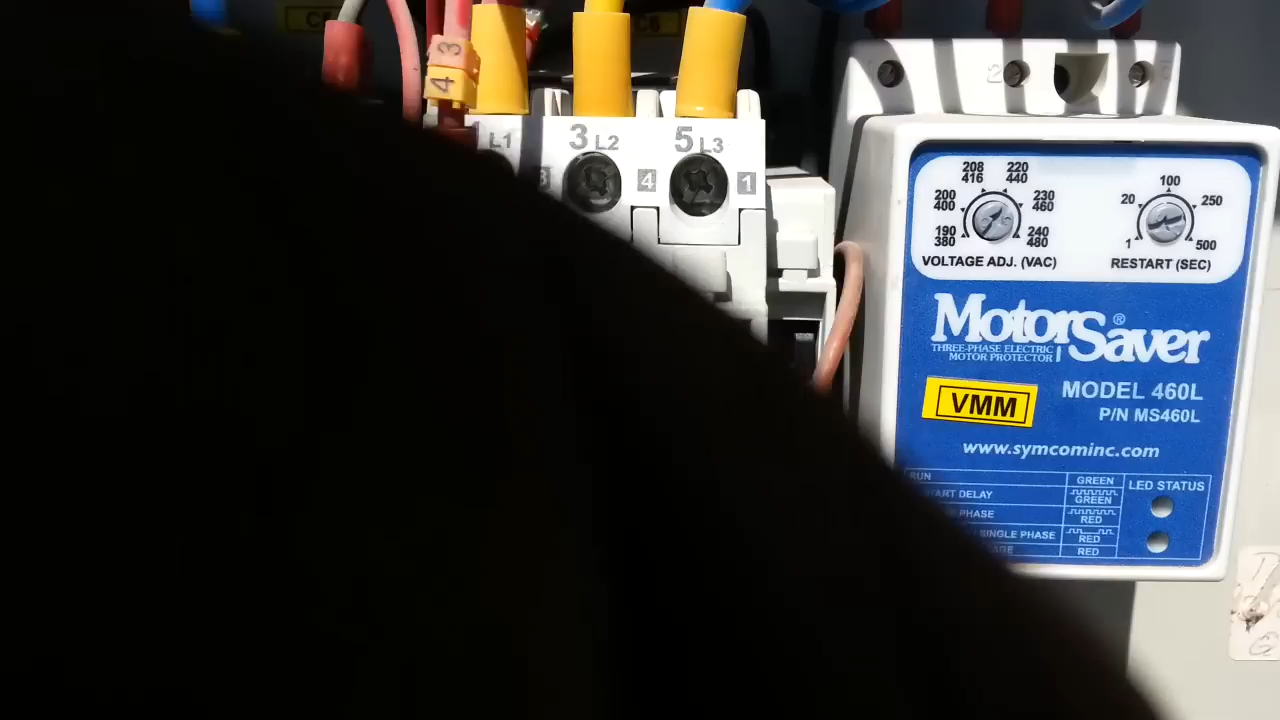 3
4
L1
3 L2
5 L3
4
1
2
208
416
220
440
200
400
230
460
190
380
240
480
VOLTAGE ADJ. (VAC)
100
20
250
1
500
RESTART (SEC)
MotorSaver®
THREE-PHASE ELECTRIC
MOTOR PROTECTOR
VMM
MODEL 460L
P/N MS460L
www.symcominc.com
RUN GREEN
DELAY GREEN
PHASE RED
SINGLE PHASE RED
RED
LED STATUS